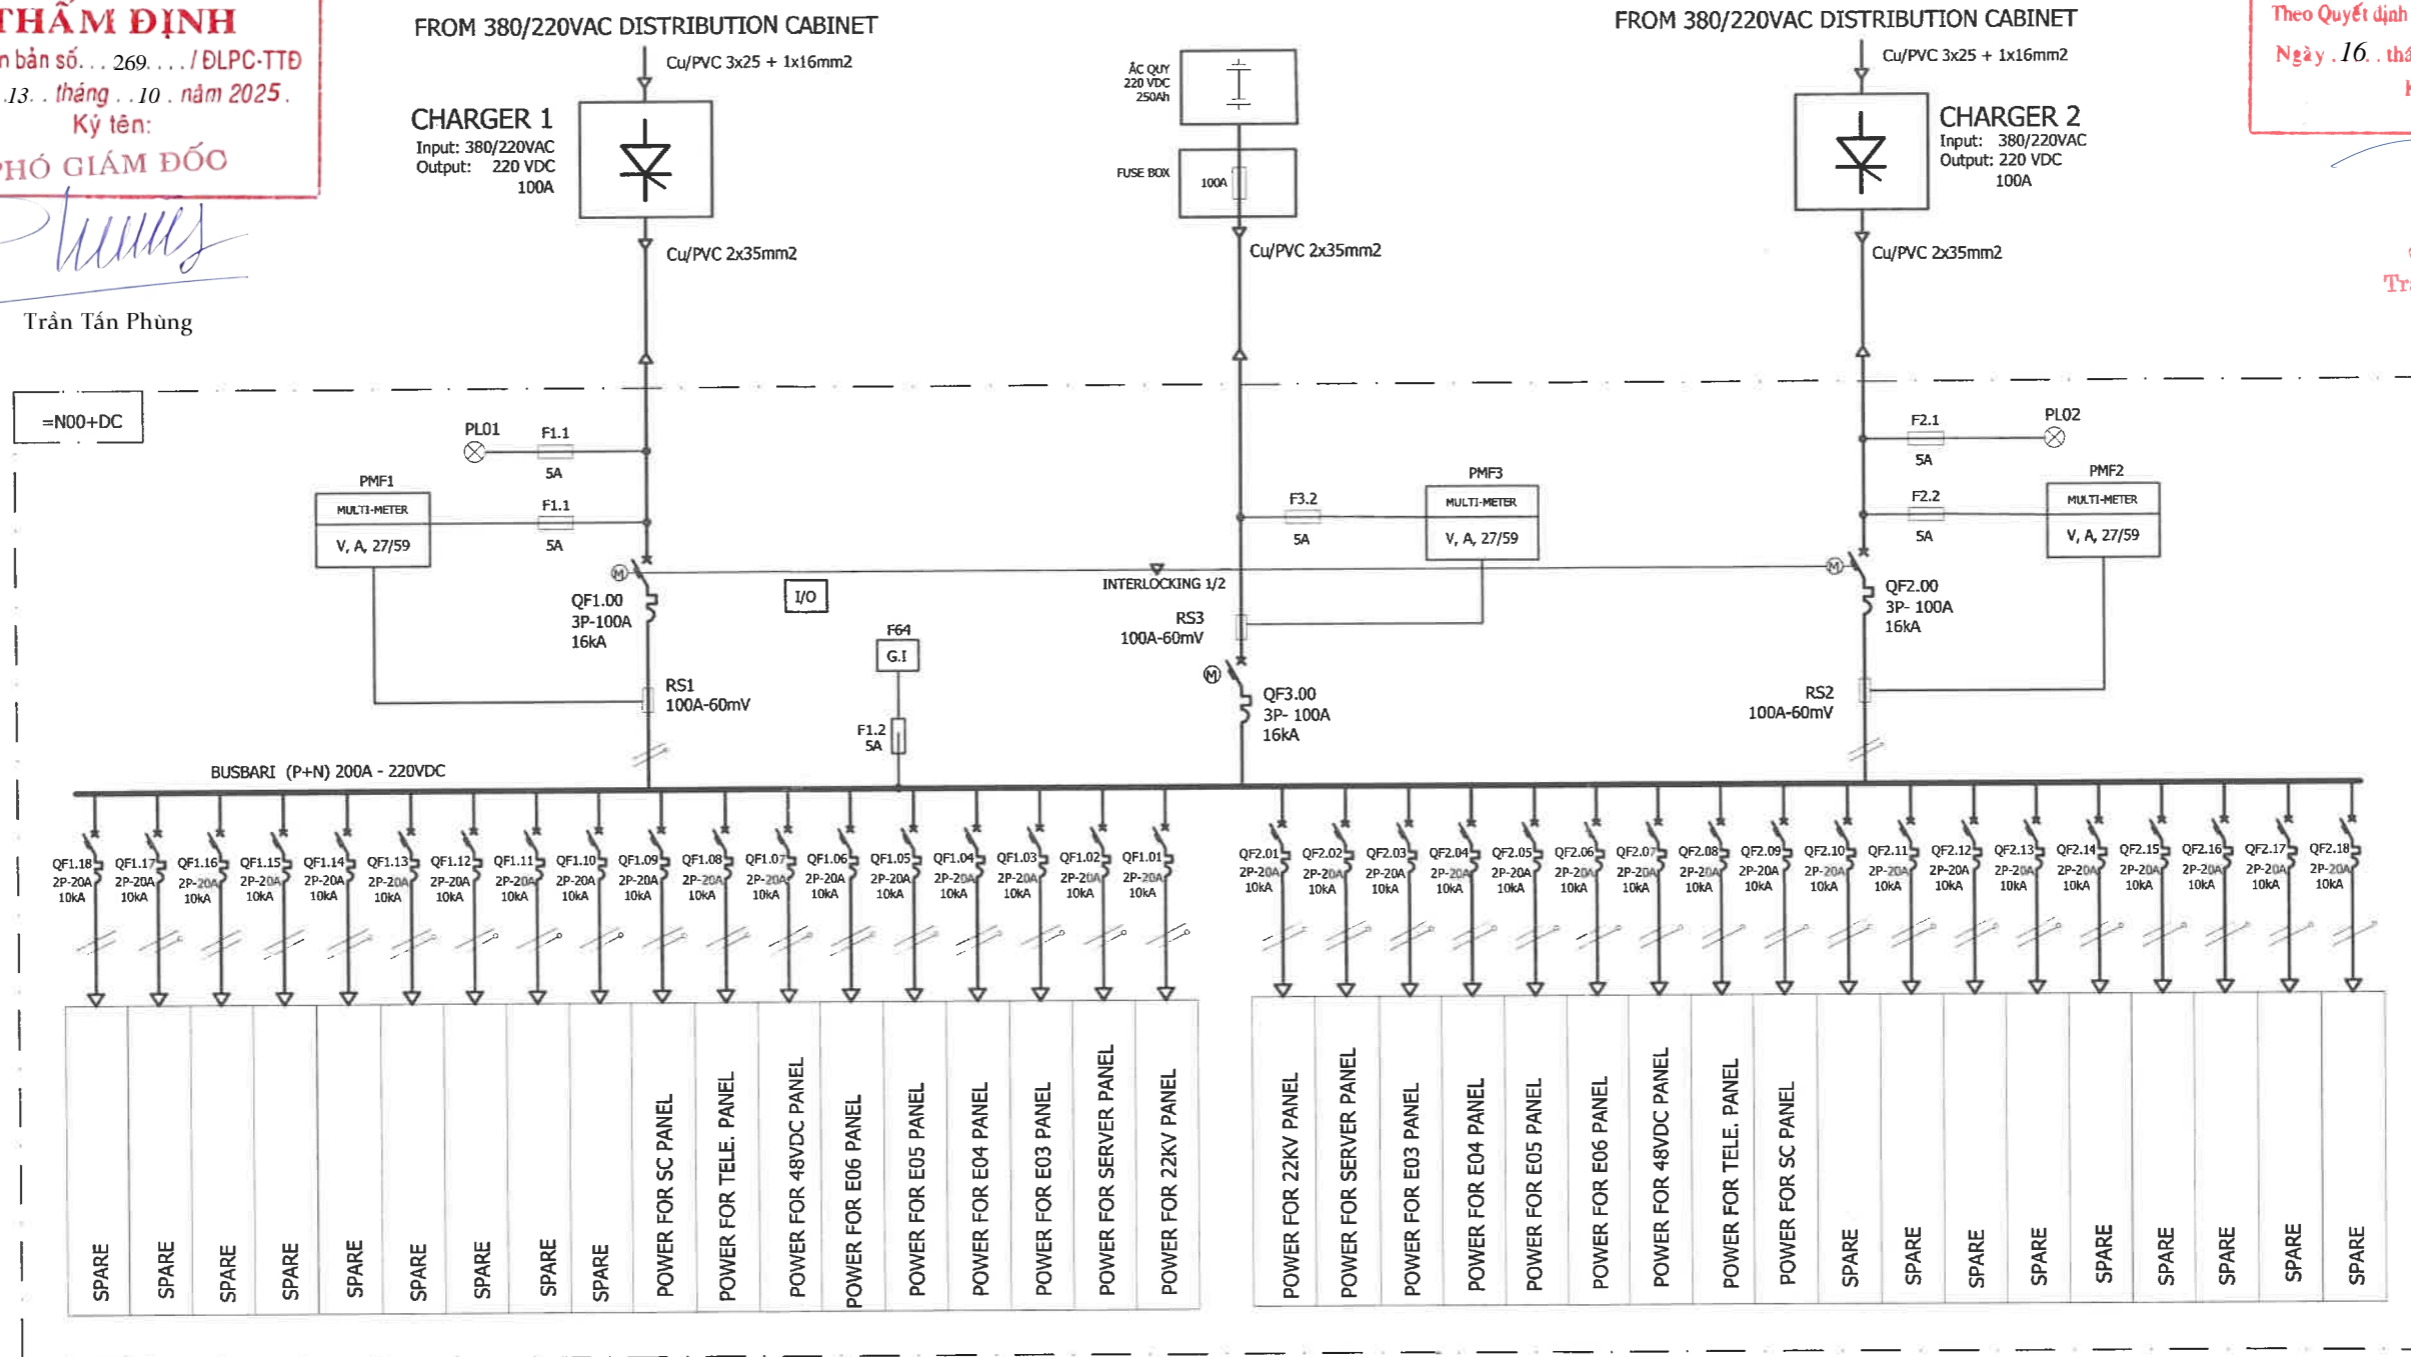 THẨM ĐỊNH
n bản số... 269..../ ĐLPC-TTĐ
.13.. tháng ..10. năm 2025.
Ký tên:
PHÓ GIÁM ĐỐC
Trần Tấn Phùng
FROM 380/220VAC DISTRIBUTION CABINET
Cu/PVC 3x25 + 1x16mm2
CHARGER 1
Input: 380/220VAC
Output: 220 VDC
100A
Cu/PVC 2x35mm2
ẮC QUY
220 VDC
250Ah
FUSE BOX
100A
Cu/PVC 2x35mm2
FROM 380/220VAC DISTRIBUTION CABINET
Cu/PVC 3x25 + 1x16mm2
CHARGER 2
Input: 380/220VAC
Output: 220 VDC
100A
Cu/PVC 2x35mm2
Theo Quyết định
Ngày .16.. thá
K
Tr
=N00+DC
PL01
F1.1
5A
PMF1
MULTI-METER
V, A, 27/59
F1.1
5A
M
QF1.00
3P-100A
16kA
I/O
RS1
100A-60mV
F64
G.I
F1.2
5A
INTERLOCKING 1/2
F3.2
5A
PMF3
MULTI-METER
V, A, 27/59
RS3
100A-60mV
M
QF3.00
3P- 100A
16kA
F2.1
5A
PL02
F2.2
5A
PMF2
MULTI-METER
V, A, 27/59
M
QF2.00
3P- 100A
16kA
RS2
100A-60mV
BUSBARI (P+N) 200A - 220VDC
QF1.18
2P-20A
10kA
QF1.17
2P-20A
10kA
QF1.16
2P-20A
10kA
QF1.15
2P-20A
10kA
QF1.14
2P-20A
10kA
QF1.13
2P-20A
10kA
QF1.12
2P-20A
10kA
QF1.11
2P-20A
10kA
QF1.10
2P-20A
10kA
QF1.09
2P-20A
10kA
QF1.08
2P-20A
10kA
QF1.07
2P-20A
10kA
QF1.06
2P-20A
10kA
QF1.05
2P-20A
10kA
QF1.04
2P-20A
10kA
QF1.03
2P-20A
10kA
QF1.02
2P-20A
10kA
QF1.01
2P-20A
10kA
QF2.01
2P-20A
10kA
QF2.02
2P-20A
10kA
QF2.03
2P-20A
10kA
QF2.04
2P-20A
10kA
QF2.05
2P-20A
10kA
QF2.06
2P-20A
10kA
QF2.07
2P-20A
10kA
QF2.08
2P-20A
10kA
QF2.09
2P-20A
10kA
QF2.10
2P-20A
10kA
QF2.11
2P-20A
10kA
QF2.12
2P-20A
10kA
QF2.13
2P-20A
10kA
QF2.14
2P-20A
10kA
QF2.15
2P-20A
10kA
QF2.16
2P-20A
10kA
QF2.17
2P-20A
10kA
QF2.18
2P-20A
10kA
SPARE
SPARE
SPARE
SPARE
SPARE
SPARE
SPARE
SPARE
SPARE
POWER FOR SC PANEL
POWER FOR TELE. PANEL
POWER FOR 48VDC PANEL
POWER FOR E06 PANEL
POWER FOR E05 PANEL
POWER FOR E04 PANEL
POWER FOR E03 PANEL
POWER FOR SERVER PANEL
POWER FOR 22KV PANEL
POWER FOR 22KV PANEL
POWER FOR SERVER PANEL
POWER FOR E03 PANEL
POWER FOR E04 PANEL
POWER FOR E05 PANEL
POWER FOR E06 PANEL
POWER FOR 48VDC PANEL
POWER FOR TELE. PANEL
POWER FOR SC PANEL
SPARE
SPARE
SPARE
SPARE
SPARE
SPARE
SPARE
SPARE
SPARE